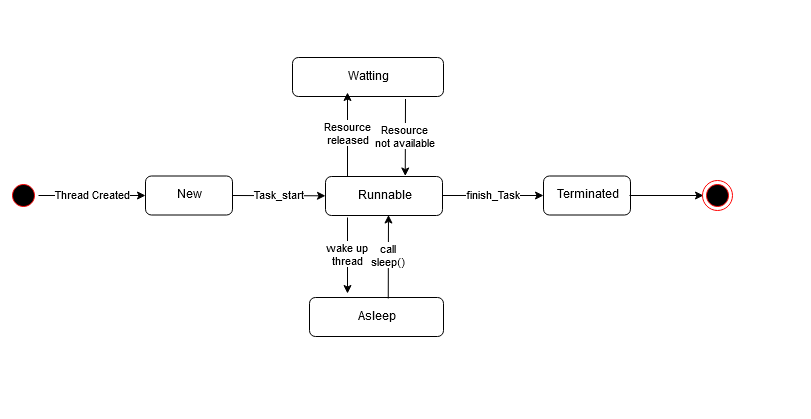 Watting
Resource
released
Resource
not available
Thread Created
New
Task_start
Runnable
finish_Task
Terminated
wake up
thread
call
sleep()
Asleep